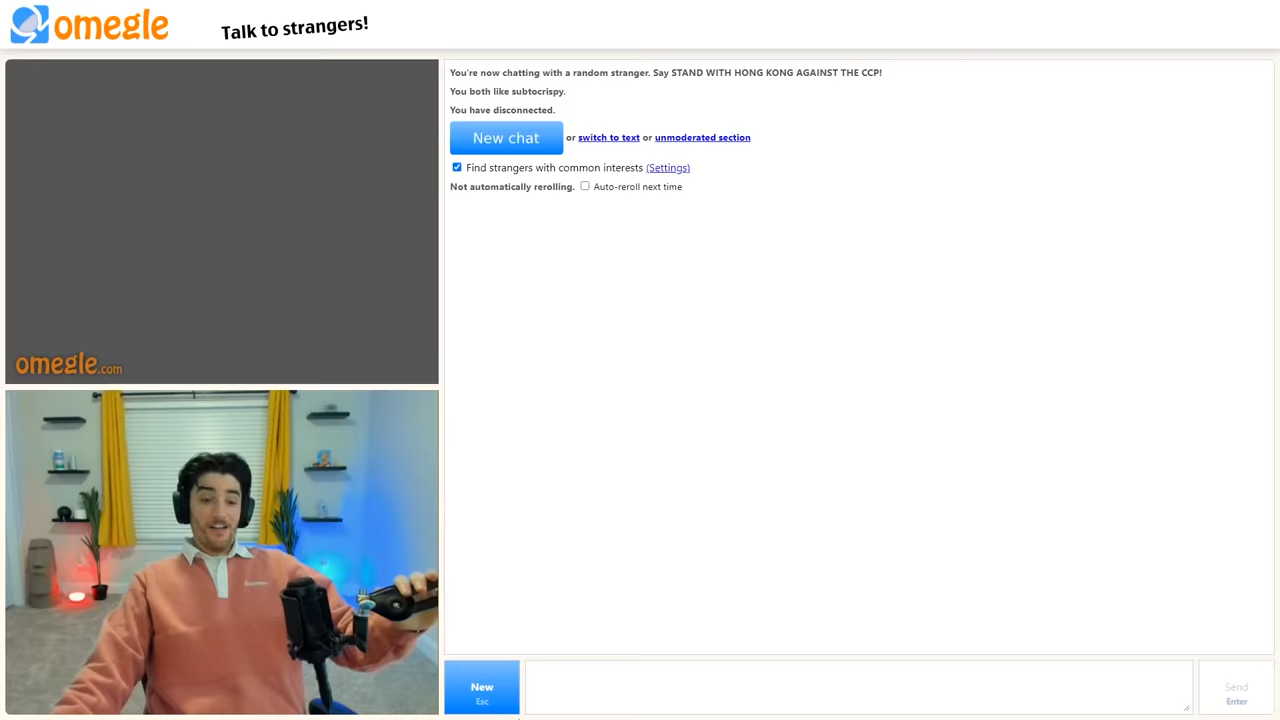 omegle
Talk to strangers!
You're now chatting with a random stranger. Say STAND WITH HONG KONG AGAINST THE CCP!
You both like subtocrispy.
You have disconnected.
New chat or switch to text or unmoderated section
Find strangers with common interests (Settings)
Not automatically rerolling. Auto-reroll next time
omegle.com
New
Esc
Send
Enter